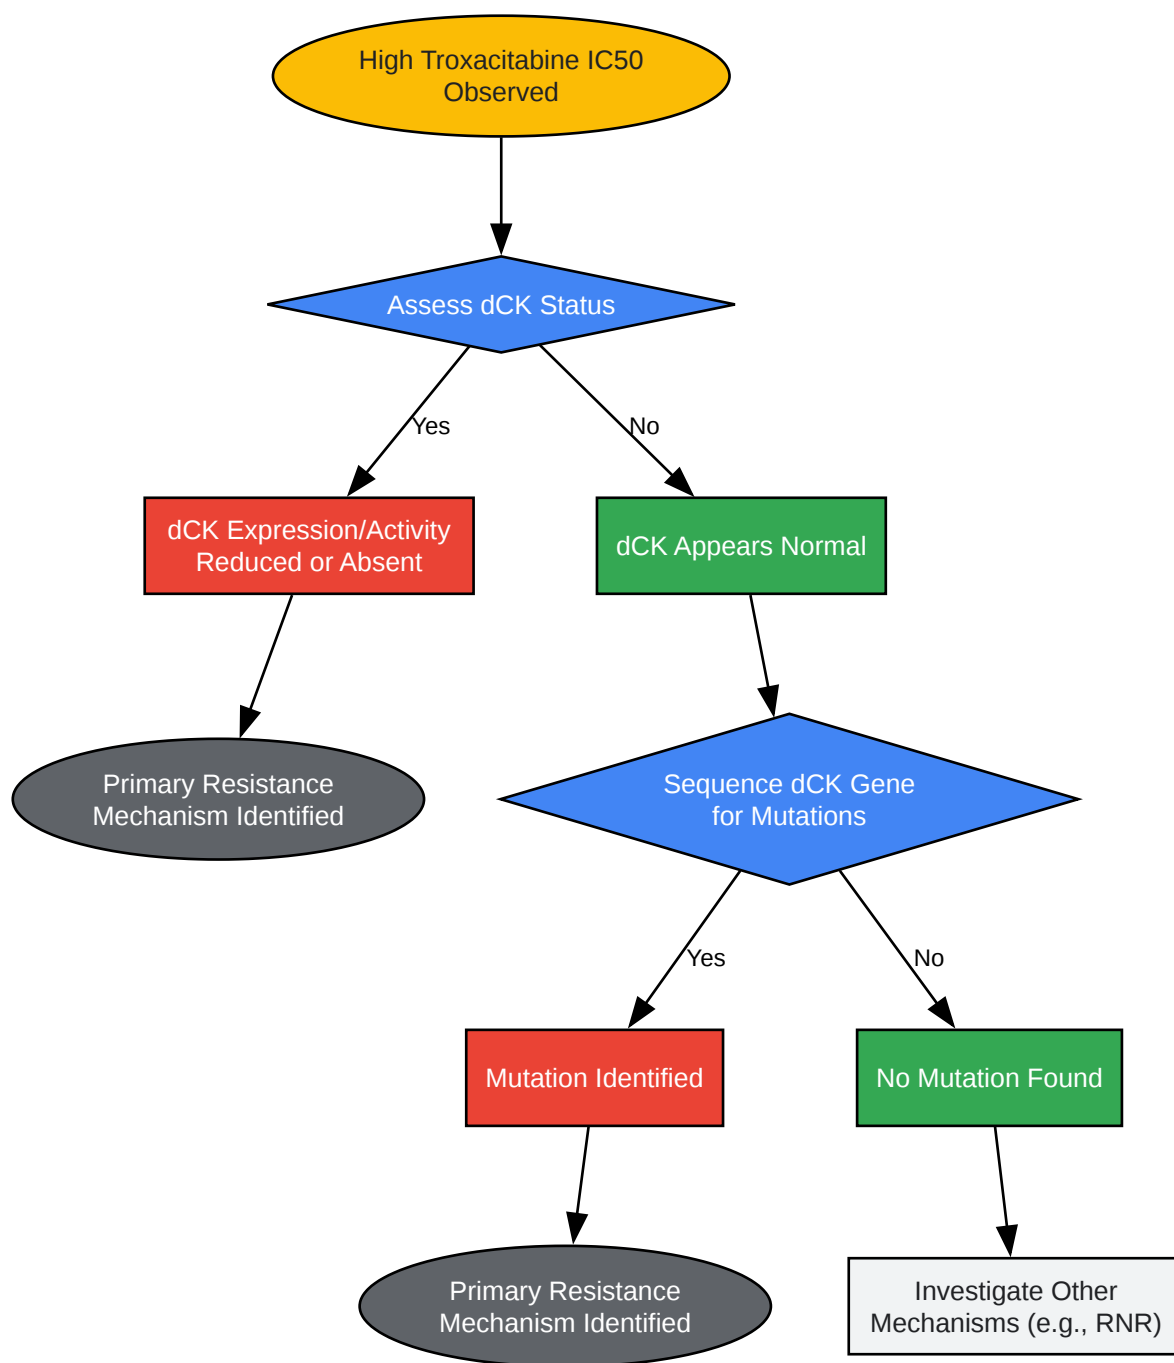 High Troxacitabine IC50
Observed
Assess dCK Status
Yes
No
dCK Expression/Activity
Reduced or Absent
dCK Appears Normal
Primary Resistance
Mechanism Identified
Sequence dCK Gene
for Mutations
Yes
No
Mutation Identified
No Mutation Found
Primary Resistance
Mechanism Identified
Investigate Other
Mechanisms (e.g., RNR)